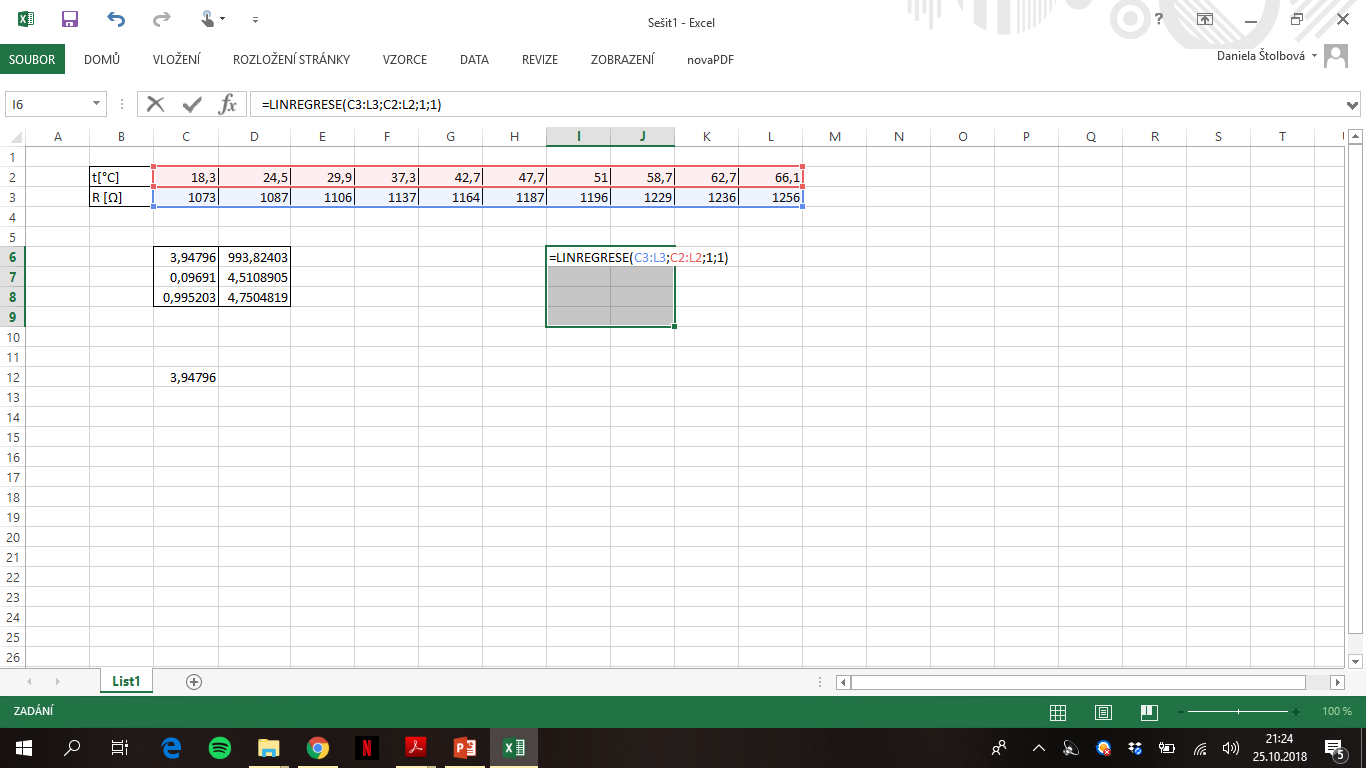 Sešit1 - Excel
?
SOUBOR DOMŮ VLOŽENÍ ROZLOŽENÍ STRÁNKY VZORCE DATA REVIZE ZOBRAZENÍ novaPDF Daniela Štolbová
I6 fx =LINREGRESE(C3:L3;C2:L2;1;1)
A B C D E F G H I J K L M N O P Q R S T
1
2 t[°C] 18,3 24,5 29,9 37,3 42,7 47,7 51 58,7 62,7 66,1
3 R [Ω] 1073 1087 1106 1137 1164 1187 1196 1229 1236 1256
4
5
6 3,94796 993,82403 =LINREGRESE(C3:L3;C2:L2;1;1)
7 0,09691 4,5108905
8 0,995203 4,7504819
9
10
11
12 3,94796
13
14
15
16
17
18
19
20
21
22
23
24
25
26
List1
ZADÁNÍ 100 %
21:24
25.10.2018
5